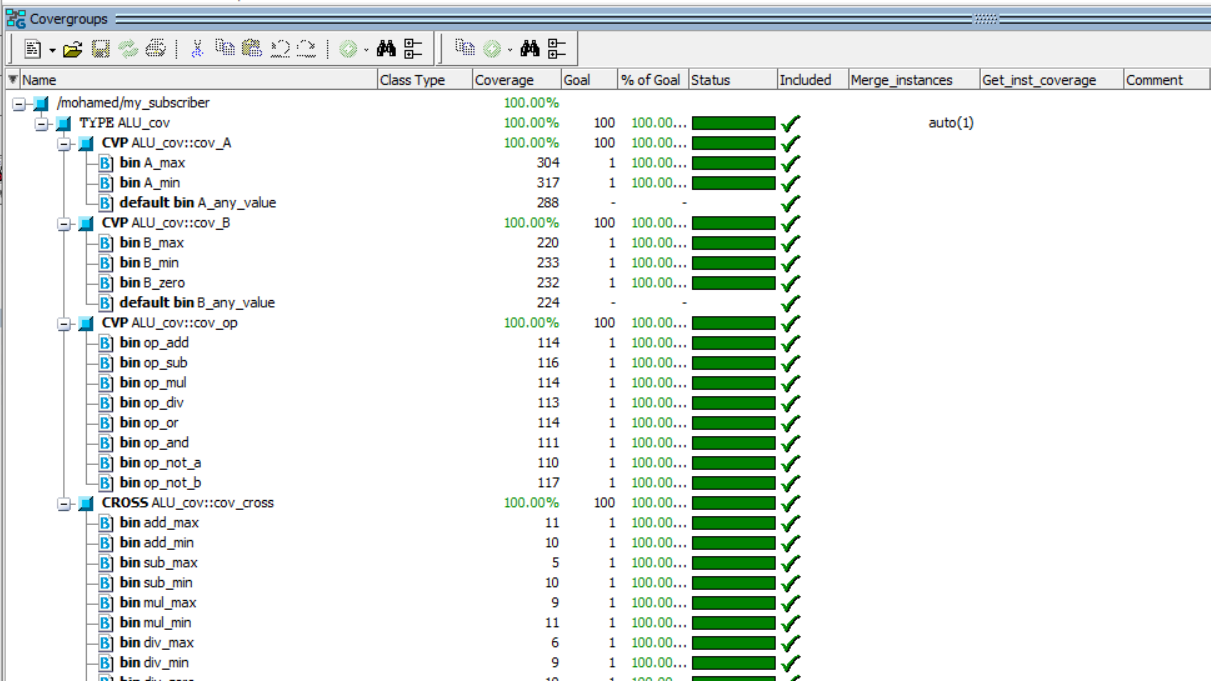 Covergroups
Name Class Type Coverage Goal % of Goal Status Included Merge_instances Get_inst_coverage Comment
/mohamed/my_subscriber 100.00%
TYPE ALU_cov 100.00% 100 100.00... auto(1)
CVP ALU_cov::cov_A 100.00% 100 100.00...
B] bin A_max 304 1 100.00...
B] bin A_min 317 1 100.00...
B] default bin A_any_value 288 - -
CVP ALU_cov::cov_B 100.00% 100 100.00...
B] bin B_max 220 1 100.00...
B] bin B_min 233 1 100.00...
B] bin B_zero 232 1 100.00...
B] default bin B_any_value 224 - -
CVP ALU_cov::cov_op 100.00% 100 100.00...
B] bin op_add 114 1 100.00...
B] bin op_sub 116 1 100.00...
B] bin op_mul 114 1 100.00...
B] bin op_div 113 1 100.00...
B] bin op_or 114 1 100.00...
B] bin op_and 111 1 100.00...
B] bin op_not_a 110 1 100.00...
B] bin op_not_b 117 1 100.00...
CROSS ALU_cov::cov_cross 100.00% 100 100.00...
B] bin add_max 11 1 100.00...
B] bin add_min 10 1 100.00...
B] bin sub_max 5 1 100.00...
B] bin sub_min 10 1 100.00...
B] bin mul_max 9 1 100.00...
B] bin mul_min 11 1 100.00...
B] bin div_max 6 1 100.00...
B] bin div_min 9 1 100.00...